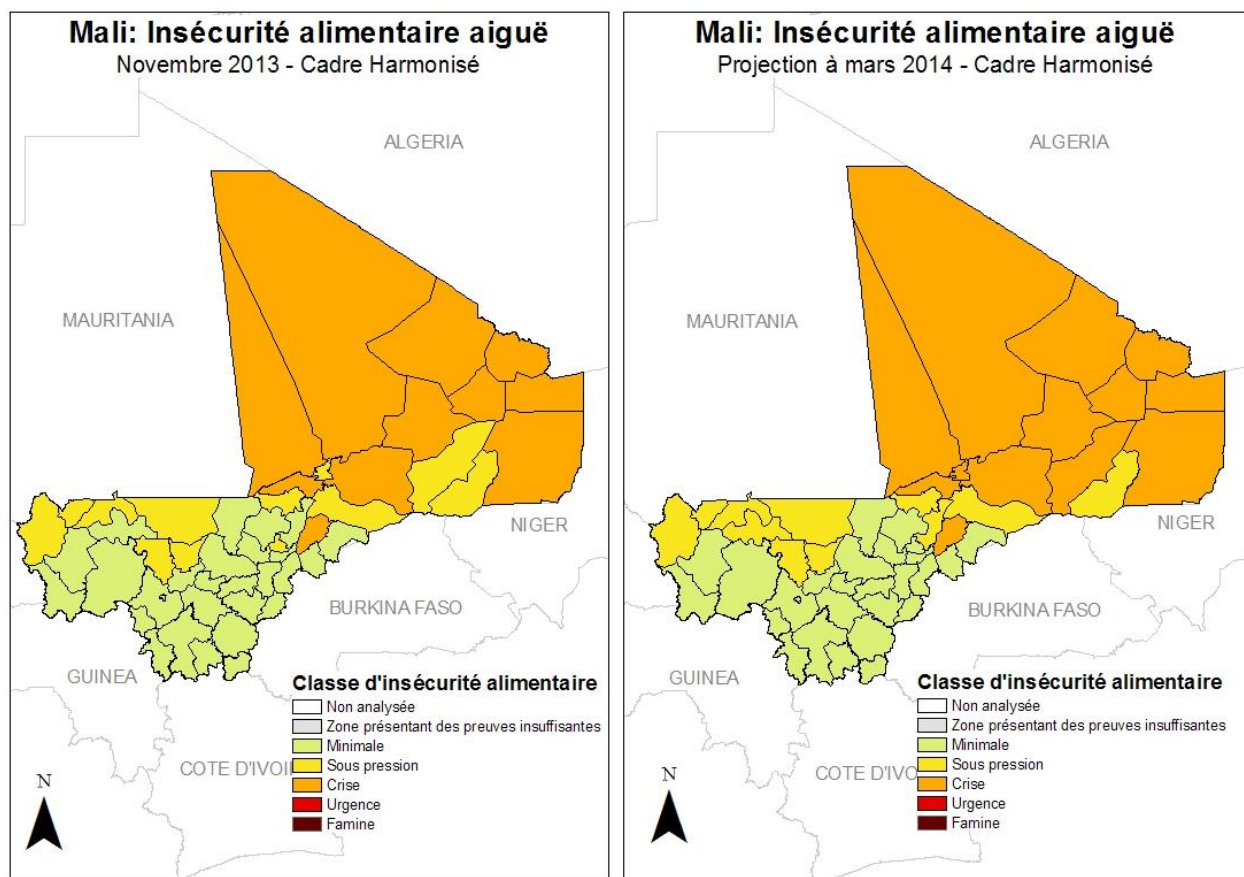 Mali: Insécurité alimentaire aiguë
Novembre 2013 - Cadre Harmonisé
ALGERIA
MAURITANIA
NIGER
BURKINA FASO
GUINEA
COTE D'IVOI
Classe d'insécurité alimentaire
Non analysée
Zone présentant des preuves insuffisantes
Minimale
Sous pression
Crise
Urgence
Famine
N
Mali: Insécurité alimentaire aiguë
Projection à mars 2014 - Cadre Harmonisé
ALGERIA
MAURITANIA
NIGER
BURKINA FASO
GUINEA
COTE D'IVO
Classe d'insécurité alimentaire
Non analysée
Zone présentant des preuves insuffisantes
Minimale
Sous pression
Crise
Urgence
Famine
N